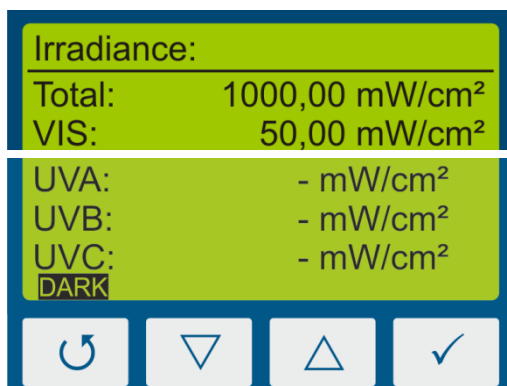 Irradiance:
Total: 1000,00 mW/cm²
VIS: 50,00 mW/cm²
UVA: - mW/cm²
UVB: - mW/cm²
UVC: - mW/cm²
DARK